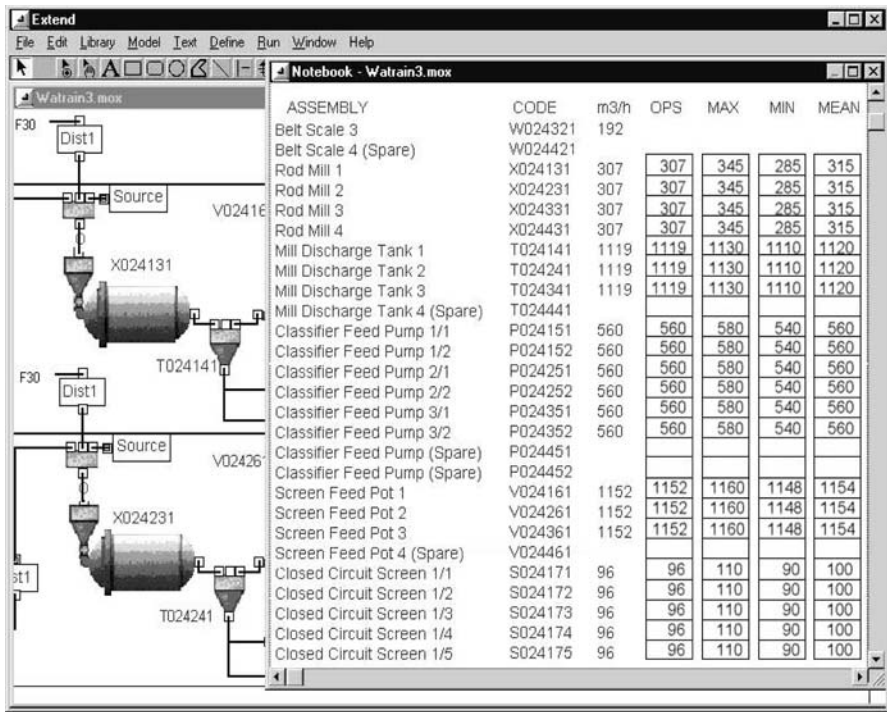 Extend
File Edit Library Model Text Define Run Window Help
A
Notebook - Watrain3.mox
Watrain3.mox
F30
Dist1
Source
V02416
X024131
T024141
F30
Dist1
Source
V024261
X024231
st1
T024241
ASSEMBLY CODE m3/h OPS MAX MIN MEAN
Belt Scale 3 W024321 192
Belt Scale 4 (Spare) W024421
Rod Mill 1 X024131 307 307 345 285 315
Rod Mill 2 X024231 307 307 345 285 315
Rod Mill 3 X024331 307 307 345 285 315
Rod Mill 4 X024431 307 307 345 285 315
Mill Discharge Tank 1 T024141 1119 1119 1130 1110 1120
Mill Discharge Tank 2 T024241 1119 1119 1130 1110 1120
Mill Discharge Tank 3 T024341 1119 1119 1130 1110 1120
Mill Discharge Tank 4 (Spare) T024441
Classifier Feed Pump 1/1 P024151 560 560 580 540 560
Classifier Feed Pump 1/2 P024152 560 560 580 540 560
Classifier Feed Pump 2/1 P024251 560 560 580 540 560
Classifier Feed Pump 2/2 P024252 560 560 580 540 560
Classifier Feed Pump 3/1 P024351 560 560 580 540 560
Classifier Feed Pump 3/2 P024352 560 560 580 540 560
Classifier Feed Pump (Spare) P024451
Classifier Feed Pump (Spare) P024452
Screen Feed Pot 1 V024161 1152 1152 1160 1148 1154
Screen Feed Pot 2 V024261 1152 1152 1160 1148 1154
Screen Feed Pot 3 V024361 1152 1152 1160 1148 1154
Screen Feed Pot 4 (Spare) V024461
Closed Circuit Screen 1/1 S024171 96 96 110 90 100
Closed Circuit Screen 1/2 S024172 96 96 110 90 100
Closed Circuit Screen 1/3 S024173 96 96 110 90 100
Closed Circuit Screen 1/4 S024174 96 96 110 90 100
Closed Circuit Screen 1/5 S024175 96 96 110 90 100